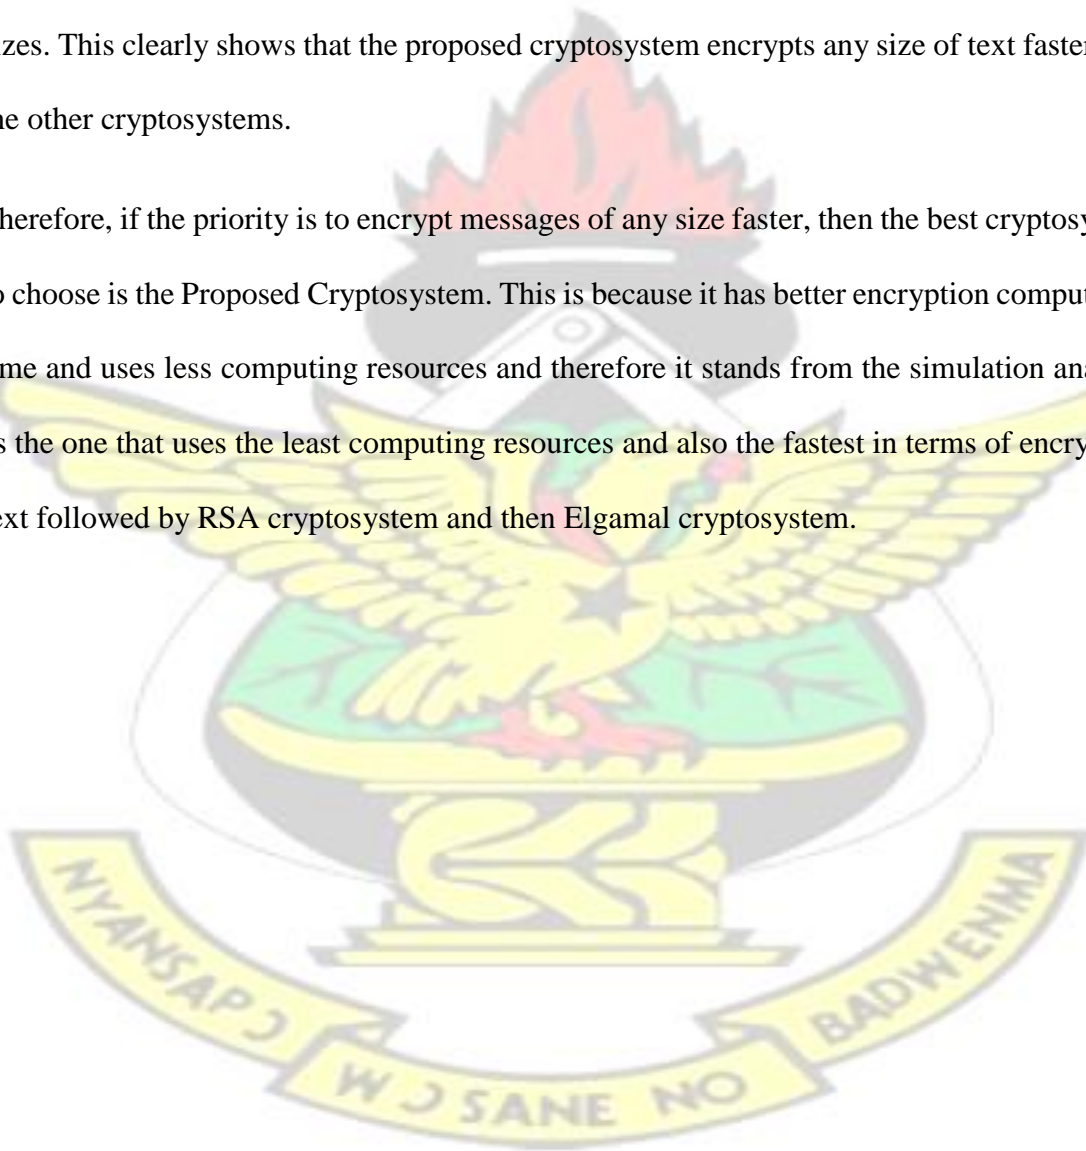 izes. This clearly shows that the proposed cryptosystem encrypts any size of text faster
he other cryptosystems.
herefore, if the priority is to encrypt messages of any size faster, then the best cryptosy
o choose is the Proposed Cryptosystem. This is because it has better encryption comput
me and uses less computing resources and therefore it stands from the simulation ana
s the one that uses the least computing resources and also the fastest in terms of encry
ext followed by RSA cryptosystem and then Elgamal cryptosystem.
NYANSAPƆ
WƆSANE NO
BADWENMA